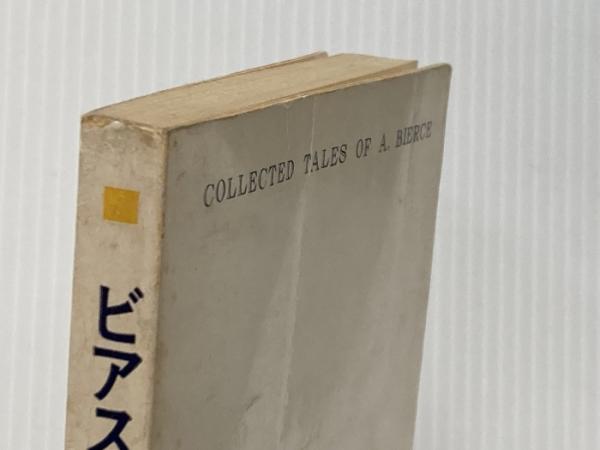 COLLECTED TALES OF A. BIERCE
ビアス